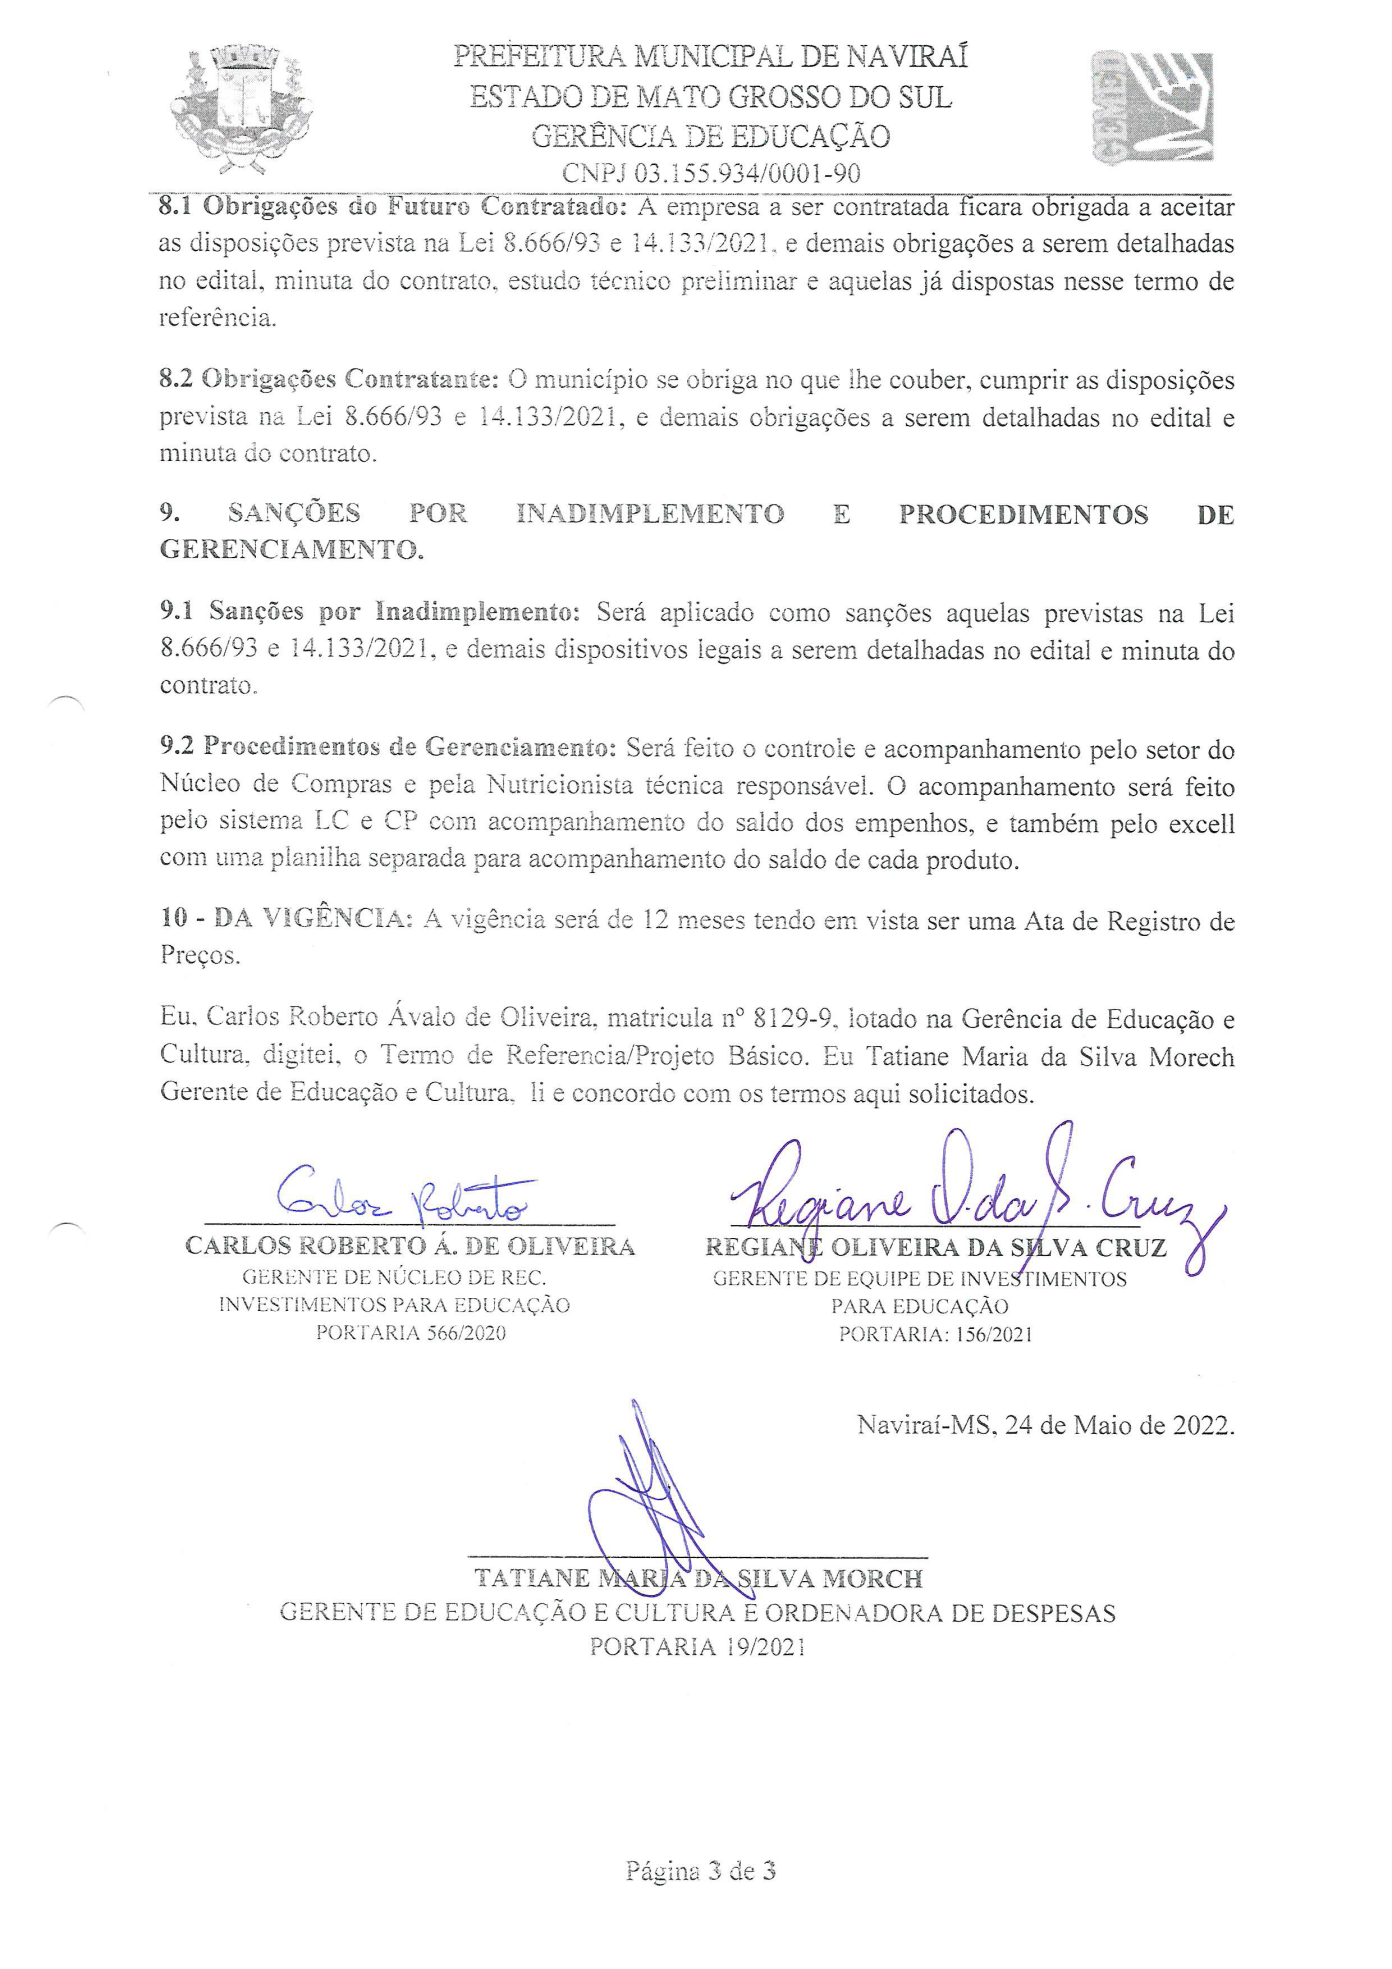 PREFEITURA MUNICIPAL DE NAVIRAÍ
ESTADO DE MATO GROSSO DO SUL
GERÊNCIA DE EDUCAÇÃO
CNPJ 03.155.934/0001-90
GEMED
8.1 Obrigações do Futuro Contratado: A empresa a ser contratada ficara obrigada a aceitar
as disposições prevista na Lei 8.666/93 e 14.133/2021, e demais obrigações a serem detalhadas
no edital, minuta do contrato, estudo técnico preliminar e aquelas já dispostas nesse termo de
referência.
8.2 Obrigações Contratante: O município se obriga no que lhe couber, cumprir as disposições
prevista na Lei 8.666/93 e 14.133/2021, e demais obrigações a serem detalhadas no edital e
minuta do contrato.
9. SANÇÕES POR INADIMPLEMENTO E PROCEDIMENTOS DE
GERENCIAMENTO.
9.1 Sanções por Inadimplemento: Será aplicado como sanções aquelas previstas na Lei
8.666/93 e 14.133/2021, e demais dispositivos legais a serem detalhadas no edital e minuta do
contrato.
9.2 Procedimentos de Gerenciamento: Será feito o controle e acompanhamento pelo setor do
Núcleo de Compras e pela Nutricionista técnica responsável. O acompanhamento será feito
pelo sistema LC e CP com acompanhamento do saldo dos empenhos, e também pelo excell
com uma planilha separada para acompanhamento do saldo de cada produto.
10 - DA VIGÊNCIA: A vigência será de 12 meses tendo em vista ser uma Ata de Registro de
Preços.
Eu, Carlos Roberto Ávalo de Oliveira, matricula nº 8129-9, lotado na Gerência de Educação e
Cultura, digitei, o Termo de Referencia/Projeto Básico. Eu Tatiane Maria da Silva Morech
Gerente de Educação e Cultura, li e concordo com os termos aqui solicitados.
Carlos Roberto
CARLOS ROBERTO Á. DE OLIVEIRA
GERENTE DE NÚCLEO DE REC.
INVESTIMENTOS PARA EDUCAÇÃO
PORTARIA 566/2020
Regiane O. da S. Cruz
REGIANE OLIVEIRA DA SILVA CRUZ
GERENTE DE EQUIPE DE INVESTIMENTOS
PARA EDUCAÇÃO
PORTARIA: 156/2021
Naviraí-MS, 24 de Maio de 2022.
TATIANE MARIA DA SILVA MORCH
GERENTE DE EDUCAÇÃO E CULTURA E ORDENADORA DE DESPESAS
PORTARIA 19/2021
Página 3 de 3